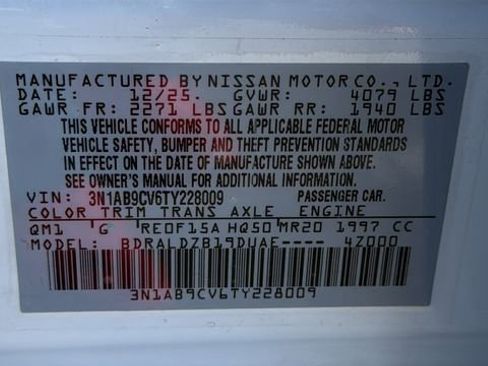 MANUFACTURED BY NISSAN MOTOR CO., LTD.
DATE: 12/25. GVWR: 4079 LBS
GAWR FR: 2271 LBS GAWR RR: 1940 LBS
THIS VEHICLE CONFORMS TO ALL APPLICABLE FEDERAL MOTOR
VEHICLE SAFETY, BUMPER AND THEFT PREVENTION STANDARDS
IN EFFECT ON THE DATE OF MANUFACTURE SHOWN ABOVE.
SEE OWNER'S MANUAL FOR ADDITIONAL INFORMATION.
VIN: 3N1AB9CV6TY228009 PASSENGER CAR.
COLOR TRIM TRANS AXLE ENGINE
QM1 G RE0F15A HQ50 MR20 1997 CC
MODEL: BDRALDZB19DUAE---- 4Z000
3N1AB9CV6TY228009